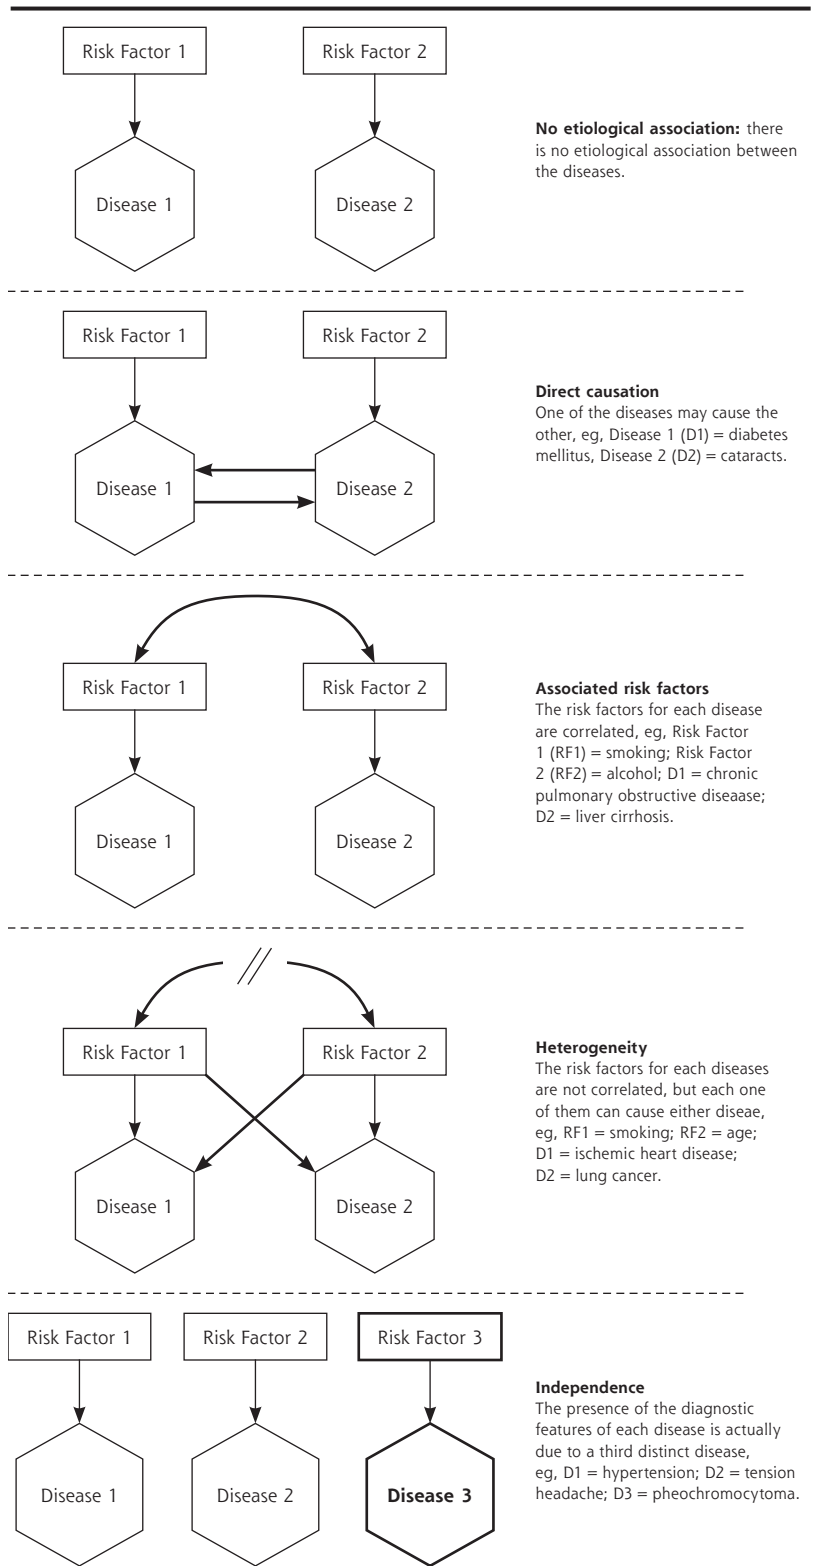 Risk Factor 1
Risk Factor 2
Disease 1
Disease 2
No etiological association: there
is no etiological association between
the diseases.
Risk Factor 1
Risk Factor 2
Disease 1
Disease 2
Direct causation
One of the diseases may cause the
other, eg, Disease 1 (D1) = diabetes
mellitus, Disease 2 (D2) = cataracts.
Risk Factor 1
Risk Factor 2
Disease 1
Disease 2
Associated risk factors
The risk factors for each disease
are correlated, eg, Risk Factor
1 (RF1) = smoking; Risk Factor
2 (RF2) = alcohol; D1 = chronic
pulmonary obstructive diseaase;
D2 = liver cirrhosis.
Risk Factor 1
Risk Factor 2
Disease 1
Disease 2
Heterogeneity
The risk factors for each diseases
are not correlated, but each one
of them can cause either diseae,
eg, RF1 = smoking; RF2 = age;
D1 = ischemic heart disease;
D2 = lung cancer.
Risk Factor 1
Risk Factor 2
Risk Factor 3
Disease 1
Disease 2
Disease 3
Independence
The presence of the diagnostic
features of each disease is actually
due to a third distinct disease,
eg, D1 = hypertension; D2 = tension
headache; D3 = pheochromocytoma.